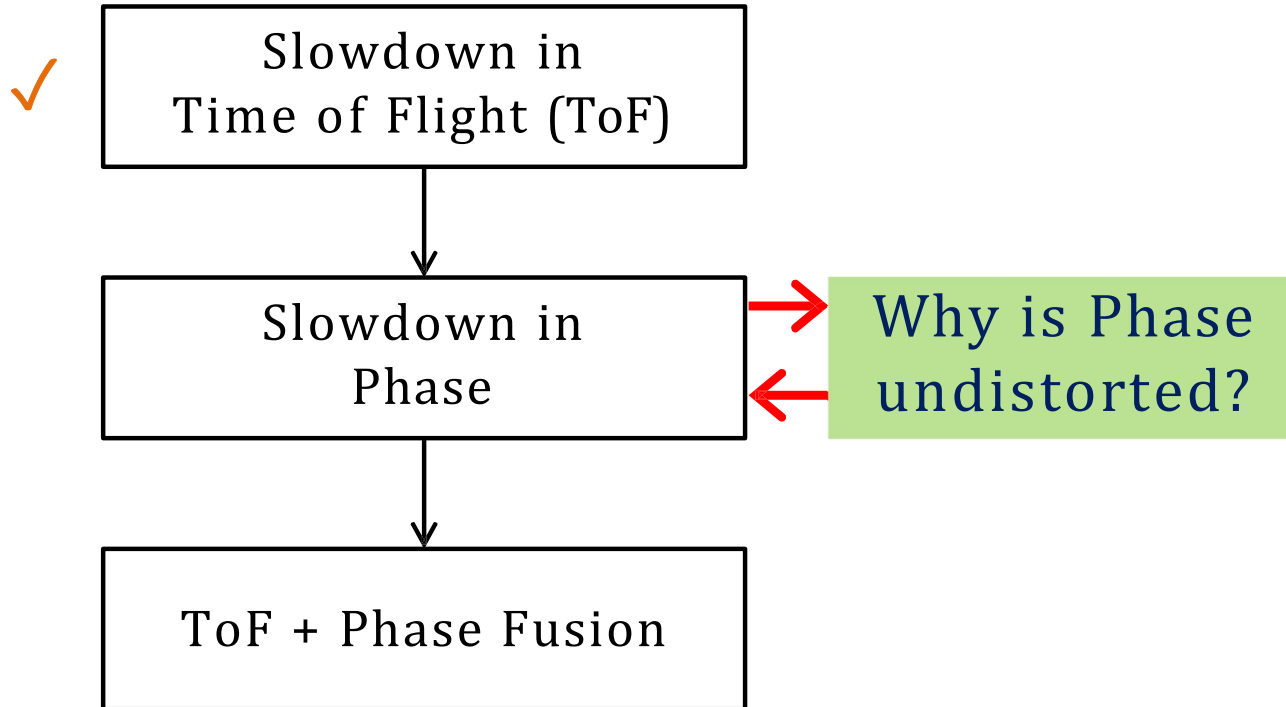 Slowdown in
Time of Flight (ToF)
Slowdown in
Phase
Why is Phase
undistorted?
ToF + Phase Fusion